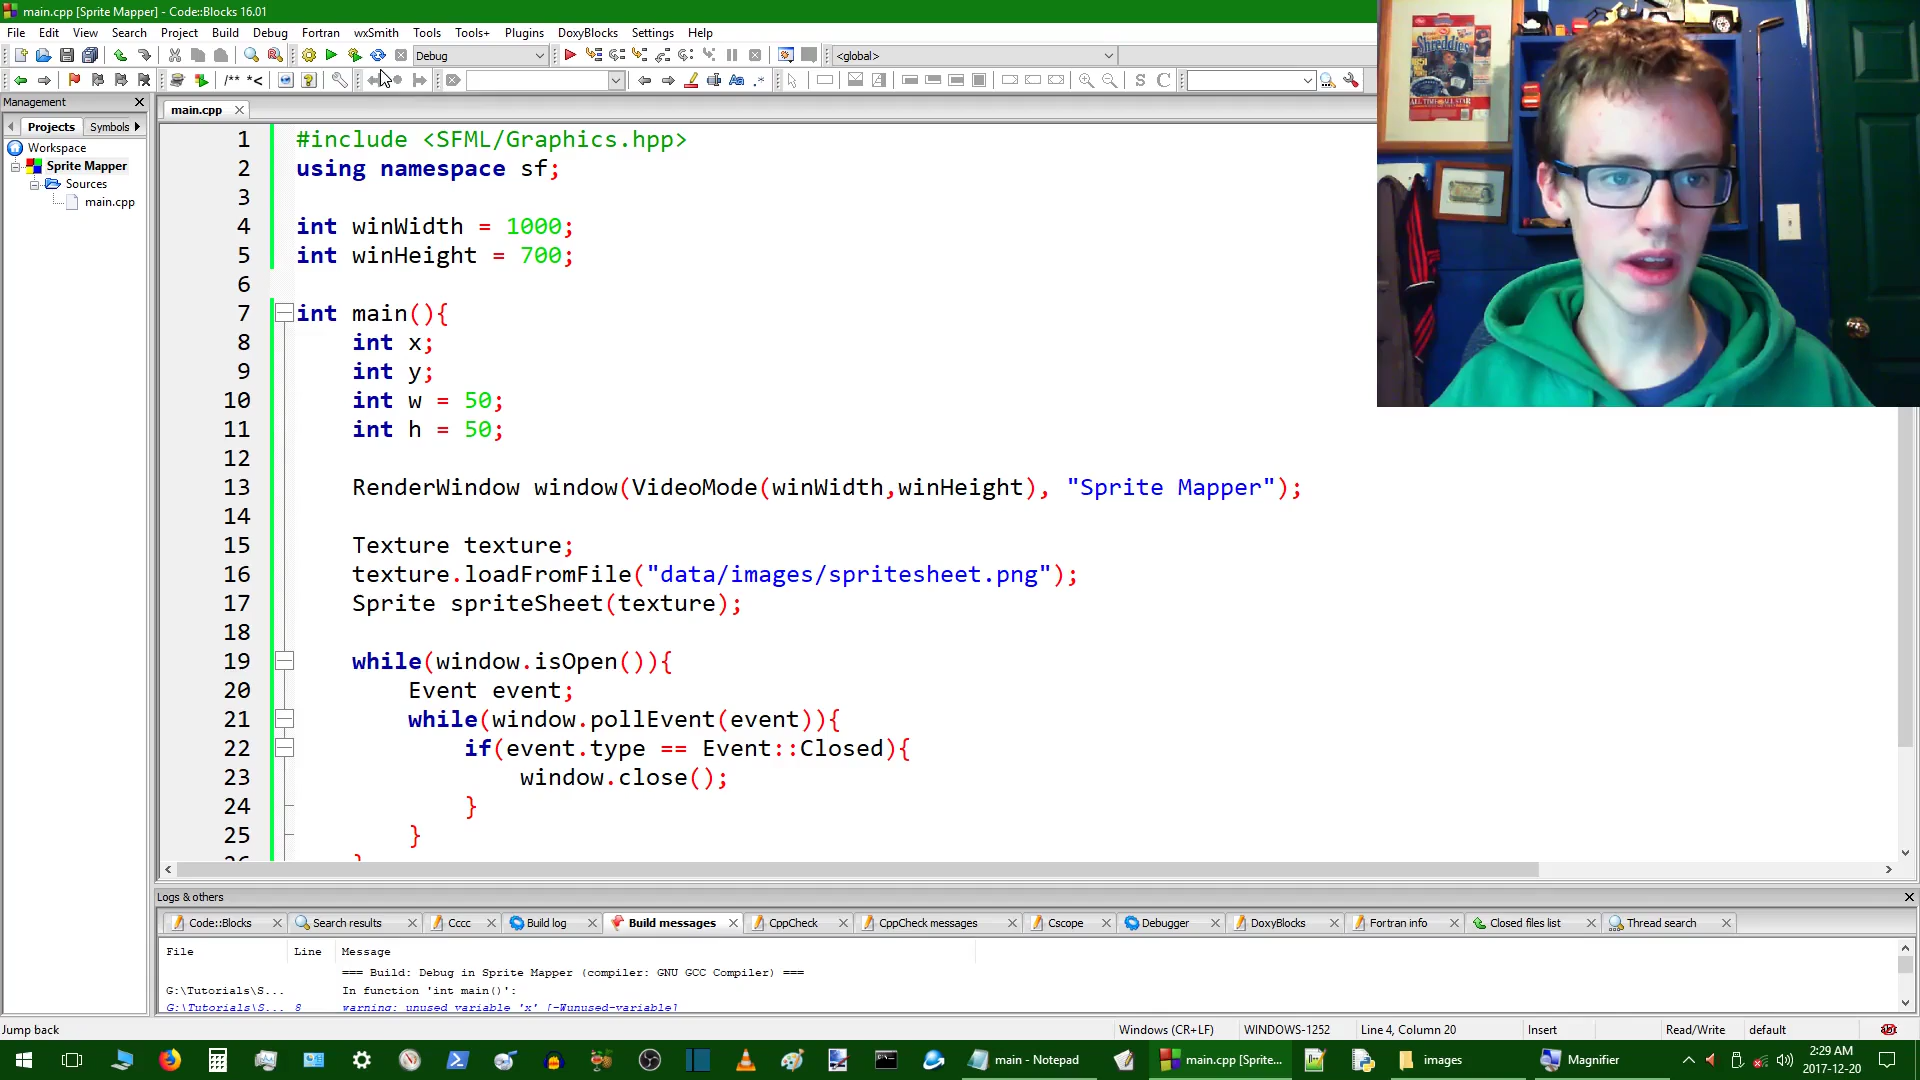 main.cpp [Sprite Mapper] - Code::Blocks 16.01
File Edit View Search Project Build Debug Fortran wxSmith Tools Tools+ Plugins DoxyBlocks Settings Help
Debug <global>
/** *<
Aa .* S C
Management
main.cpp
Projects Symbols
Workspace
Sprite Mapper
Sources
main.cpp
1 #include <SFML/Graphics.hpp>
2 using namespace sf;
3
4 int winWidth = 1000;
5 int winHeight = 700;
6
7 int main(){
8 int x;
9 int y;
10 int w = 50;
11 int h = 50;
12
13 RenderWindow window(VideoMode(winWidth,winHeight), "Sprite Mapper");
14
15 Texture texture;
16 texture.loadFromFile("data/images/spritesheet.png");
17 Sprite spriteSheet(texture);
18
19 while(window.isOpen()){
20 Event event;
21 while(window.pollEvent(event)){
22 if(event.type == Event::Closed){
23 window.close();
24 }
25 }
26 }
Shreddies
Logs & others
Code::Blocks Search results Cccc Build log Build messages CppCheck CppCheck messages Cscope Debugger DoxyBlocks Fortran info Closed files list Thread search
File Line Message
=== Build: Debug in Sprite Mapper (compiler: GNU GCC Compiler) ===
G:\Tutorials\S... In function 'int main()':
G:\Tutorials\S... 8 warning: unused variable 'x' [-Wunused-variable]
Jump back Windows (CR+LF) WINDOWS-1252 Line 4, Column 20 Insert Read/Write default
main - Notepad main.cpp [Sprite... images Magnifier 2:29 AM
2017-12-20